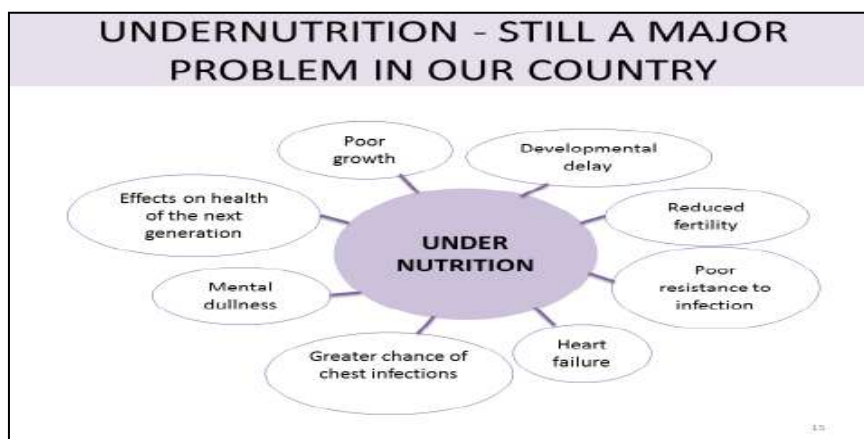 UNDERNUTRITION - STILL A MAJOR
PROBLEM IN OUR COUNTRY
Poor
growth
Developmental
delay
Effects on health
of the next
generation
Reduced
fertility
UNDER
NUTRITION
Mental
dullness
Poor
resistance to
infection
Greater chance of
chest infections
Heart
failure
15